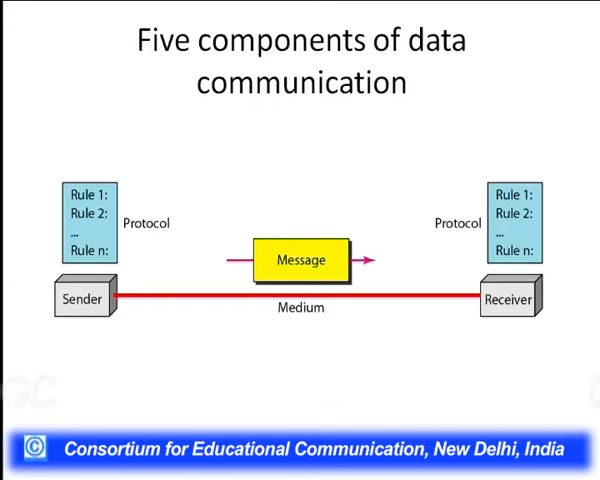 Five components of data
communication
Rule 1:
Rule 2:
...
Rule n:
Protocol
Protocol
Rule 1:
Rule 2:
...
Rule n:
Message
Sender
Receiver
Medium
GC
© Consortium for Educational Communication, New Delhi, India